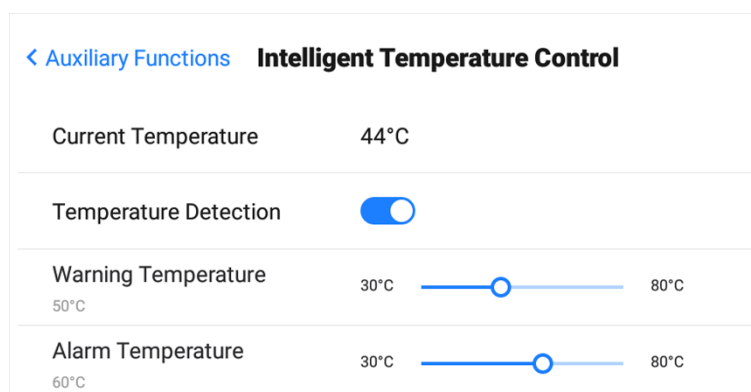 Auxiliary Functions Intelligent Temperature Control
Current Temperature 44°C
Temperature Detection
Warning Temperature 30°C 80°C
50°C
Alarm Temperature 30°C 80°C
60°C